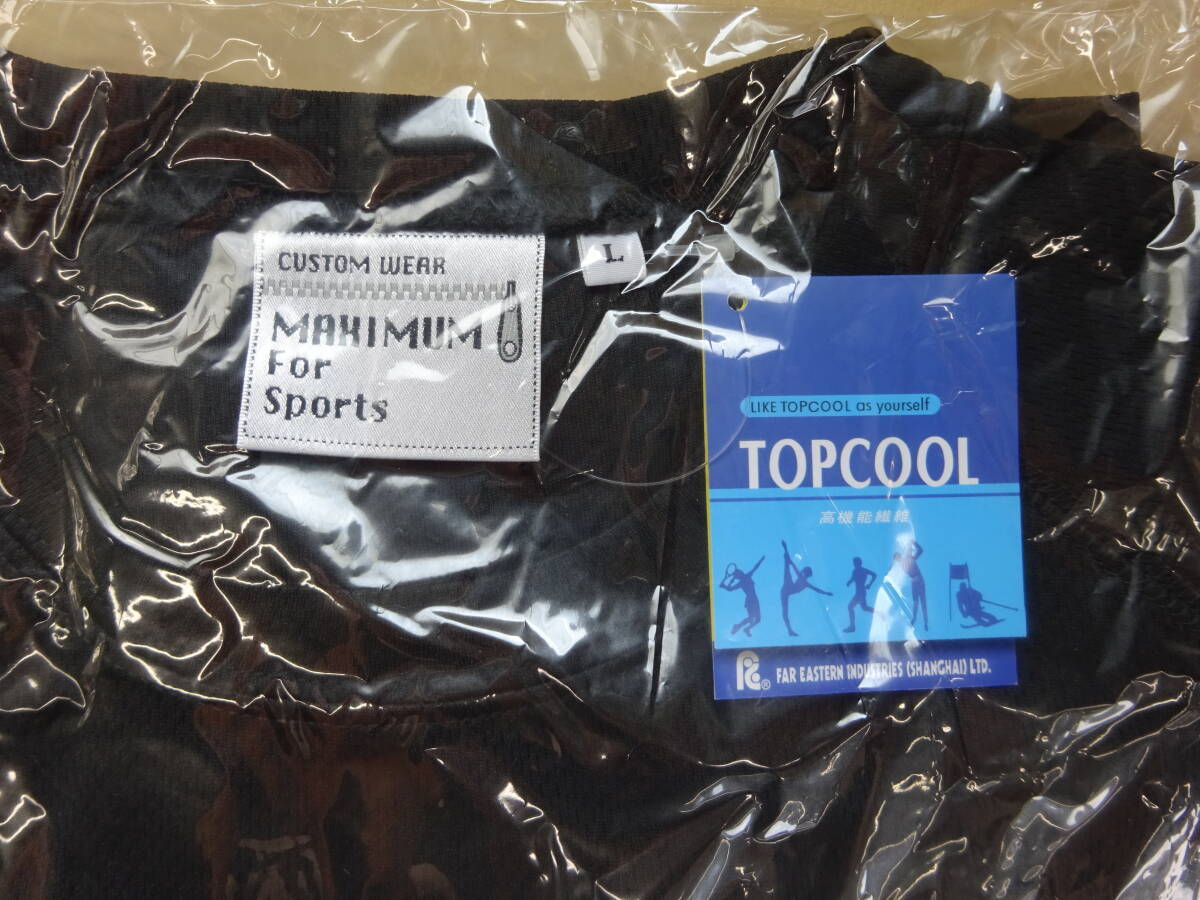 CUSTOM WEAR
MAXIMUM
For
Sports
L
LIKE TOPCOOL as yourself
TOPCOOL
高機能繊維
R
FAR EASTERN INDUSTRIES (SHANGHAI) LTD.